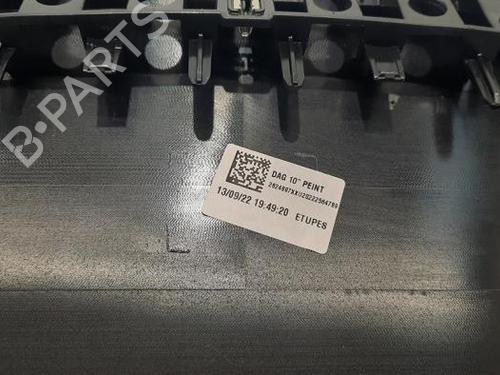 B-PARTS
DAG 10" PEINT
13/09/22 19:49:20 ETUPES